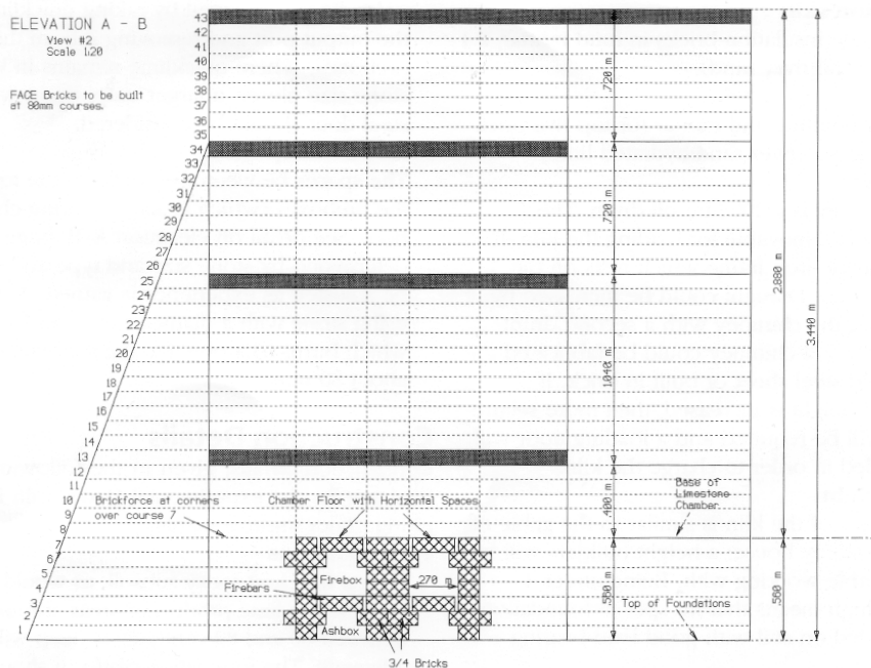 ELEVATION A - B
View #2
Scale 1:20
FACE Bricks to be built
at 80mm courses.
43
42
41
40
39
38
37
36
35
34
33
32
31
30
29
28
27
26
25
24
23
22
21
20
19
18
17
16
15
14
13
12
11
10
9
8
7
6
5
4
3
2
1
.720 m
.720 m
1.040 m
.400 m
.560 m
2.880 m
.560 m
3.440 m
Brickforce at corners
over course 7
Chamber Floor with Horizontal Spaces
Base of
Limestone
Chamber
Firebox
.270 m
Firebars
Ashbox
Top of Foundations
3/4 Bricks